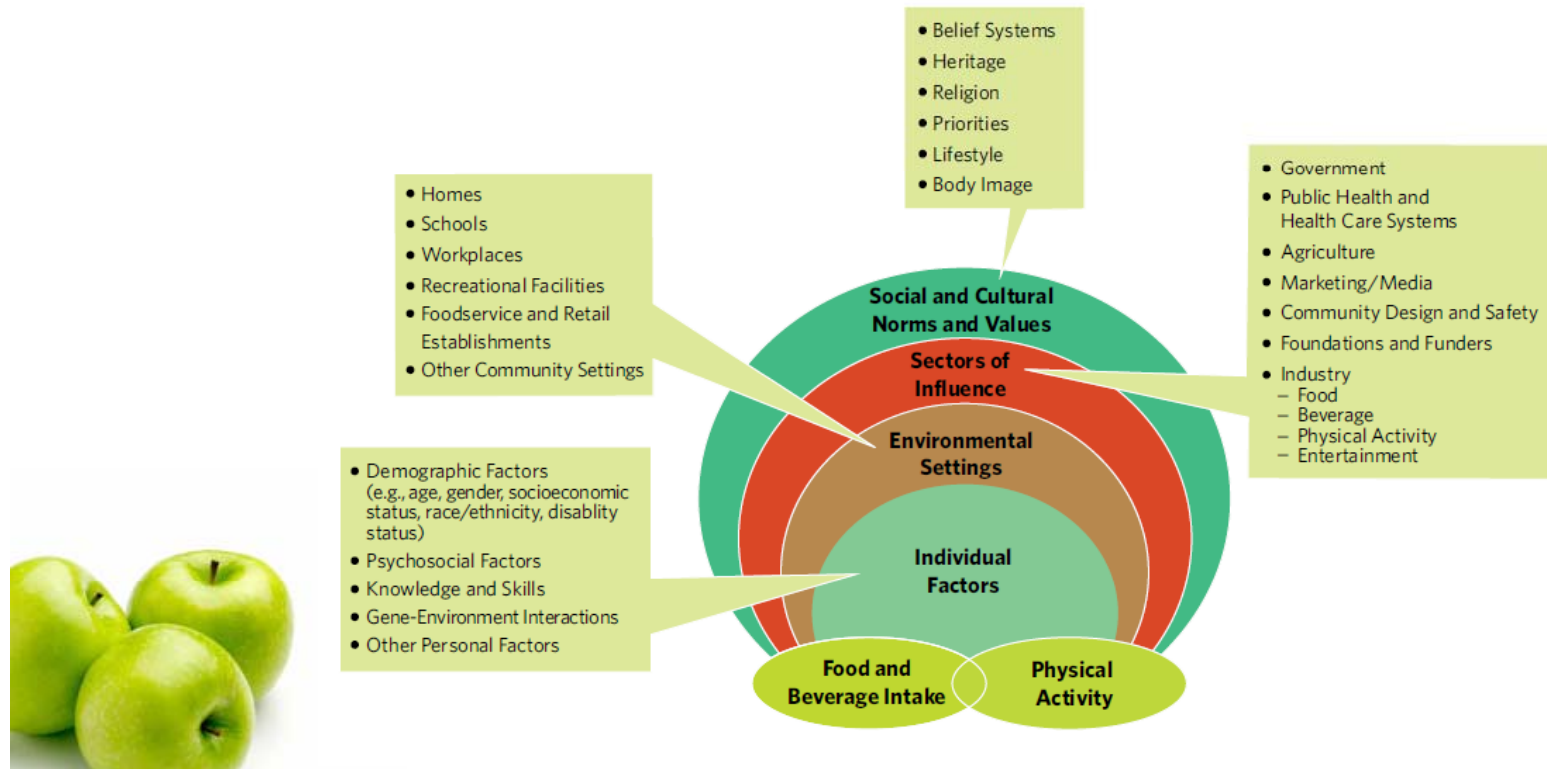 • Belief Systems
• Heritage
• Religion
• Priorities
• Lifestyle
• Body Image
• Homes
• Schools
• Workplaces
• Recreational Facilities
• Foodservice and Retail
Establishments
• Other Community Settings
• Government
• Public Health and
Health Care Systems
• Agriculture
• Marketing/Media
• Community Design and Safety
• Foundations and Funders
• Industry
– Food
– Beverage
– Physical Activity
– Entertainment
• Demographic Factors
(e.g., age, gender, socioeconomic
status, race/ethnicity, disablity
status)
• Psychosocial Factors
• Knowledge and Skills
• Gene-Environment Interactions
• Other Personal Factors
Social and Cultural
Norms and Values
Sectors of
Influence
Environmental
Settings
Individual
Factors
Food and
Beverage Intake
Physical
Activity